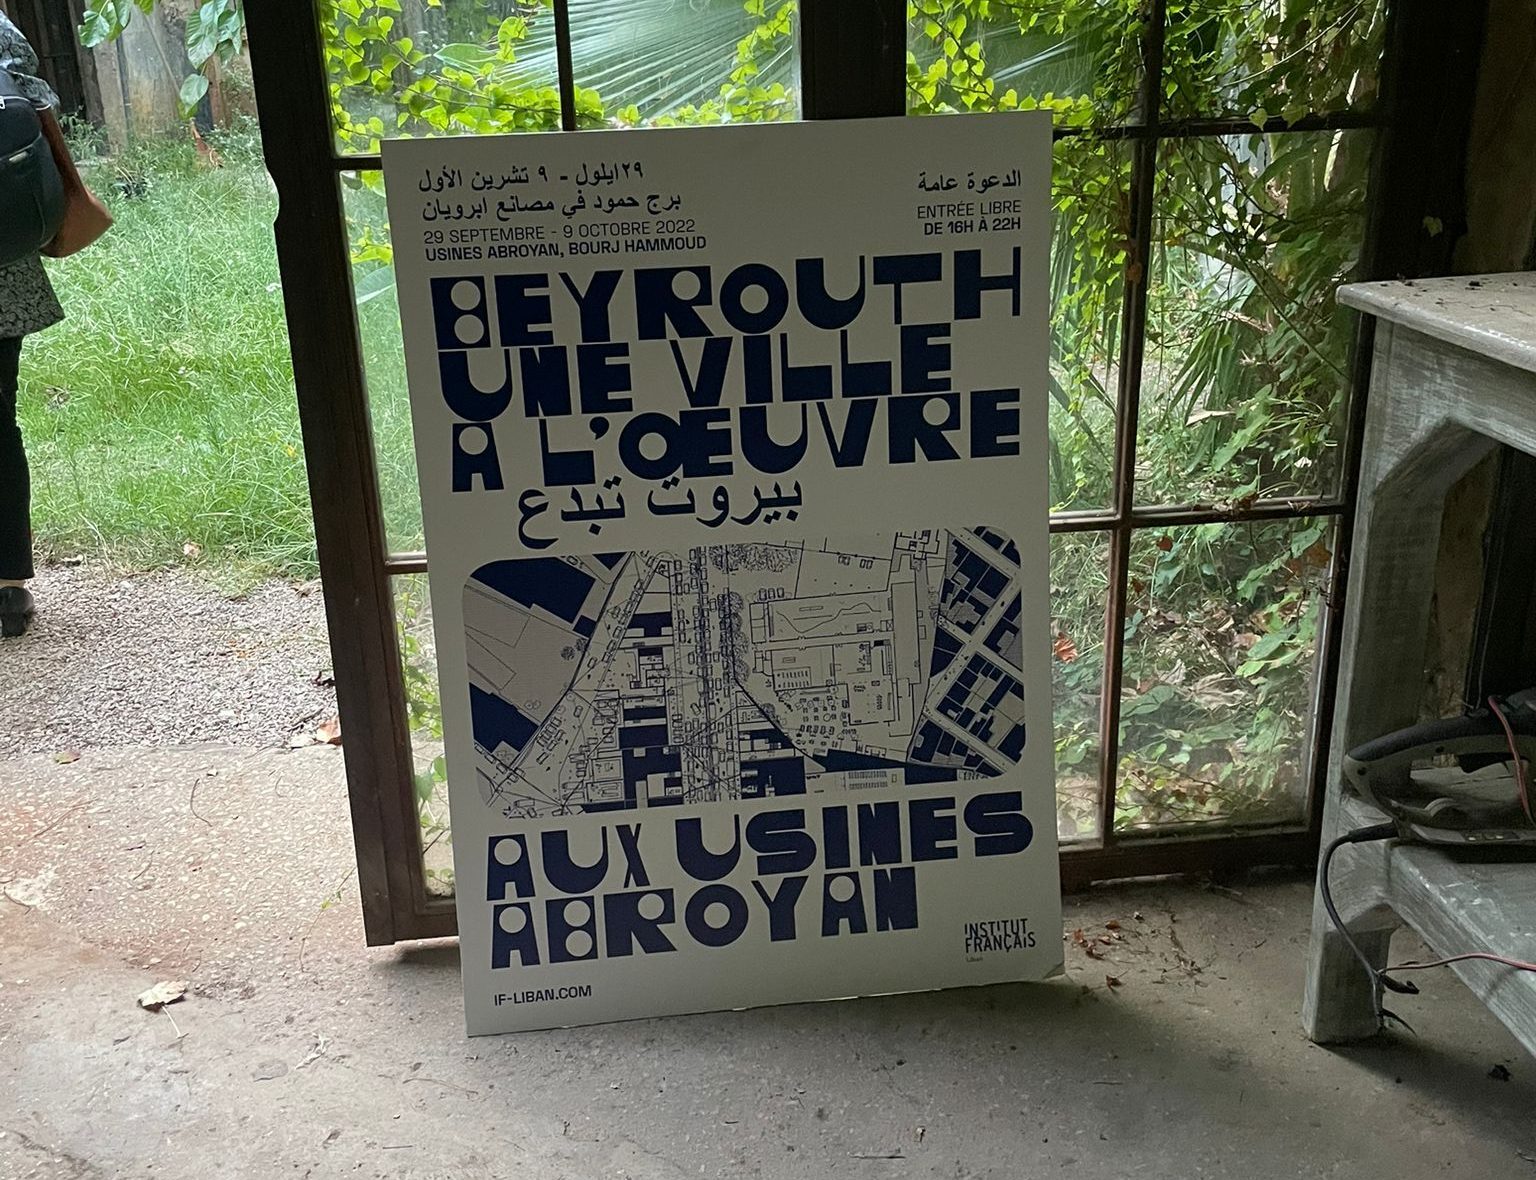 ٢٩ايلول - ٩ تشرين الأول
برج حمود في مصانع ابرويان
29 SEPTEMBRE - 9 OCTOBRE 2022
USINES ABROYAN, BOURJ HAMMOUD
الدعوة عامة
ENTRÉE LIBRE
DE 16H À 22H
BEYROUTH
UNE VILLE
A L'ŒUVRE
بيروت تبدع
AUX USINES
ABROYAN
INSTITUT
FRANÇAIS
Liban
IF-LIBAN.COM